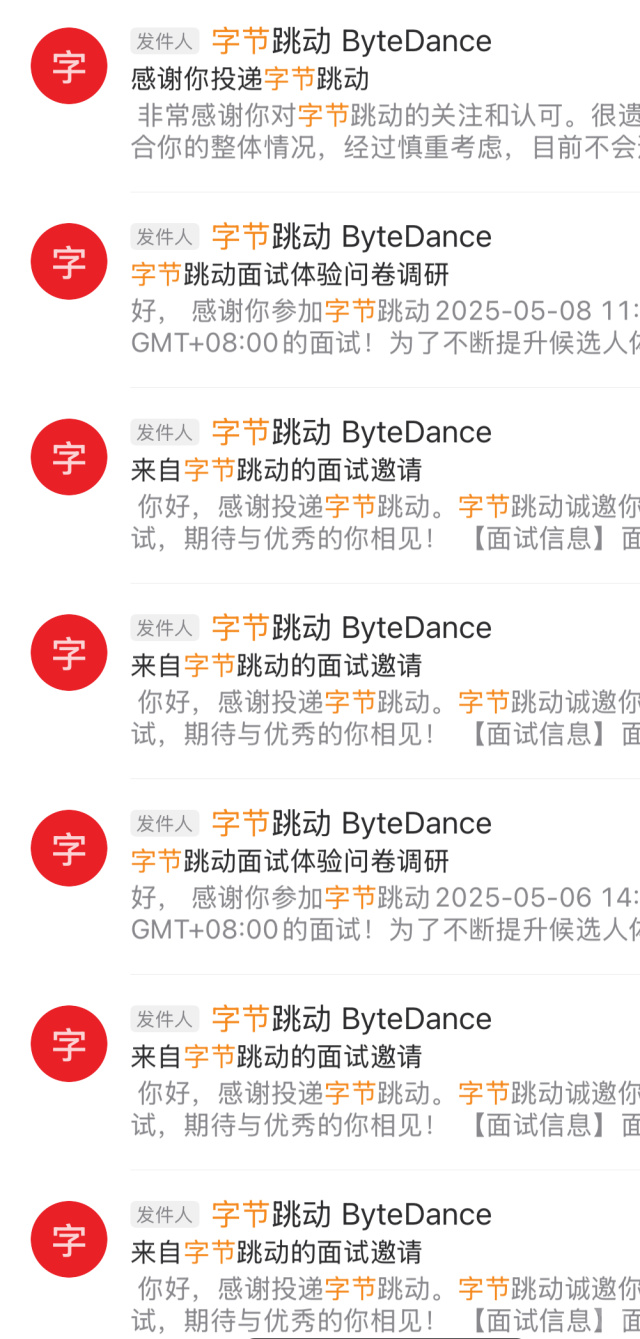 字
发件人 字节跳动 ByteDance
感谢你投递字节跳动
非常感谢你对字节跳动的关注和认可。很遗
合你的整体情况，经过慎重考虑，目前不会
字
发件人 字节跳动 ByteDance
字节跳动面试体验问卷调研
好， 感谢你参加字节跳动 2025-05-08 11:
GMT+08:00的面试！为了不断提升候选人体
字
发件人 字节跳动 ByteDance
来自字节跳动的面试邀请
你好，感谢投递字节跳动。字节跳动诚邀你
试，期待与优秀的你相见！ 【面试信息】面
字
发件人 字节跳动 ByteDance
来自字节跳动的面试邀请
你好，感谢投递字节跳动。字节跳动诚邀你
试，期待与优秀的你相见！ 【面试信息】面
字
发件人 字节跳动 ByteDance
字节跳动面试体验问卷调研
好， 感谢你参加字节跳动 2025-05-06 14:
GMT+08:00的面试！为了不断提升候选人体
字
发件人 字节跳动 ByteDance
来自字节跳动的面试邀请
你好，感谢投递字节跳动。字节跳动诚邀你
试，期待与优秀的你相见！ 【面试信息】面
字
发件人 字节跳动 ByteDance
来自字节跳动的面试邀请
你好，感谢投递字节跳动。字节跳动诚邀你
试，期待与优秀的你相见！ 【面试信息】面